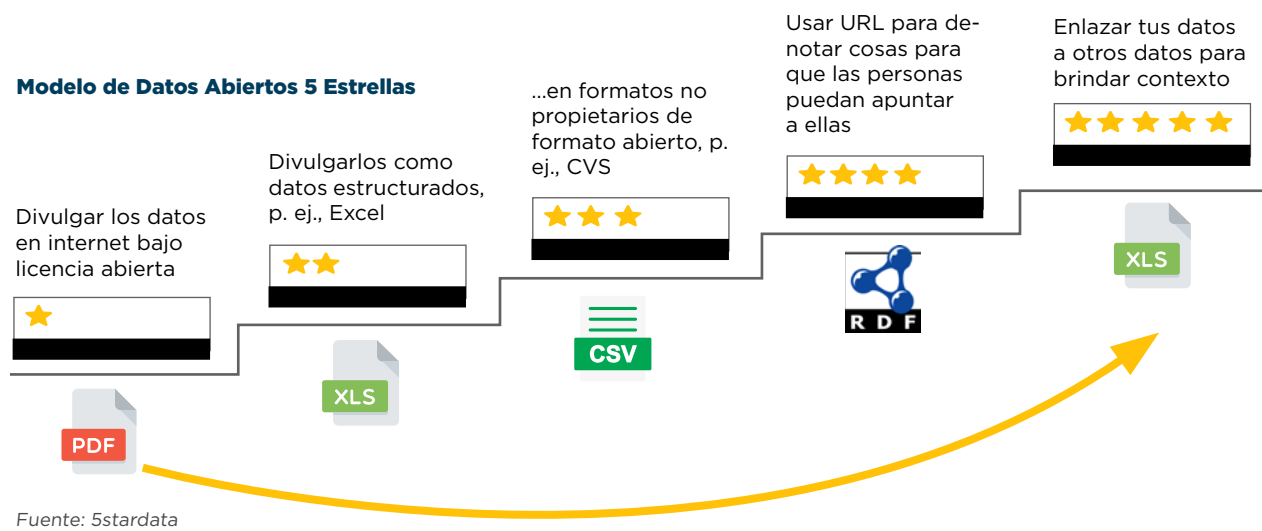 Modelo de Datos Abiertos 5 Estrellas
Divulgar los datos
en internet bajo
licencia abierta
PDF
Divulgarlos como
datos estructurados,
p. ej., Excel
XLS
...en formatos no
propietarios de
formato abierto, p.
ej., CVS
CSV
Usar URL para de-
notar cosas para
que las personas
puedan apuntar
a ellas
RDF
Enlazar tus datos
a otros datos para
brindar contexto
XLS
Fuente: 5stardata